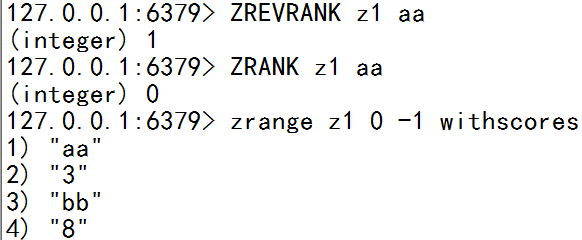 127.0.0.1:6379> ZREVRANK z1 aa
(integer) 1
127.0.0.1:6379> ZRANK z1 aa
(integer) 0
127.0.0.1:6379> zrange z1 0 -1 withscores
1) "aa"
2) "3"
3) "bb"
4) "8"